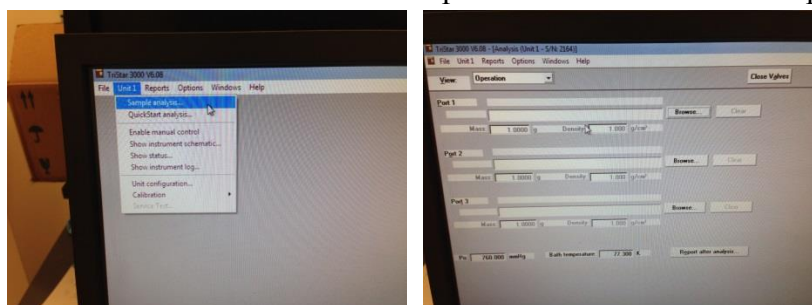 TriStar 3000 V6.08
File Unit 1 Reports Options Windows Help
Sample analysis...
QuickStart analysis...
Enable manual control
Show instrument schematic...
Show status...
Show instrument log...
Unit configuration...
Calibration
Service Test...
TriStar 3000 V6.08 - [Analysis (Unit 1 - S/N: 2164)]
File Unit 1 Reports Options Windows Help
View: Operation Close Valves
Port 1
Browse... Clear
Mass: 1.0000 g Density: 1.000 g/cm³
Port 2
Browse... Clear
Mass: 1.0000 g Density: 1.000 g/cm³
Port 3
Browse... Clear
Mass: 1.0000 g Density: 1.000 g/cm³
Po: 760.000 mmHg Bath temperature: 77.300 K Report after analysis...